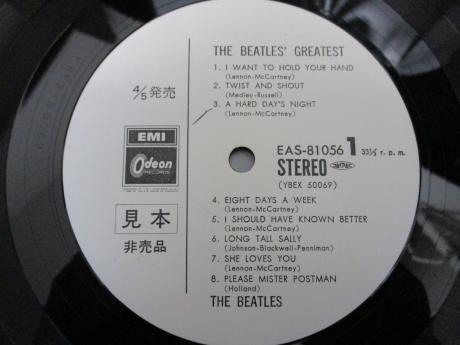 THE BEATLES' GREATEST
1. I WANT TO HOLD YOUR HAND
(Lennon-McCartney)
2. TWIST AND SHOUT
(Medley-Russell)
3. A HARD DAY'S NIGHT
(Lennon-McCartney)
4/5発売
EMI
Odeon
RECORDS
見本
非売品
EAS-81056 1 33⅓ r.p.m.
STEREO
(YBEX 50069)
4. EIGHT DAYS A WEEK
(Lennon-McCartney)
5. I SHOULD HAVE KNOWN BETTER
(Lennon-McCartney)
6. LONG TALL SALLY
(Johnson-Blackwell-Penniman)
7. SHE LOVES YOU
(Lennon-McCartney)
8. PLEASE MISTER POSTMAN
(Holland)
THE BEATLES